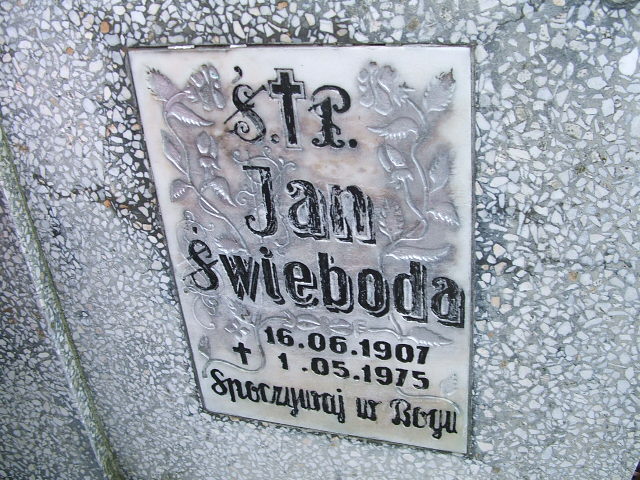 Ś.†P.
Jan
Świeboda
16.06.1907
† 1.05.1975
Spoczywaj w Bogu